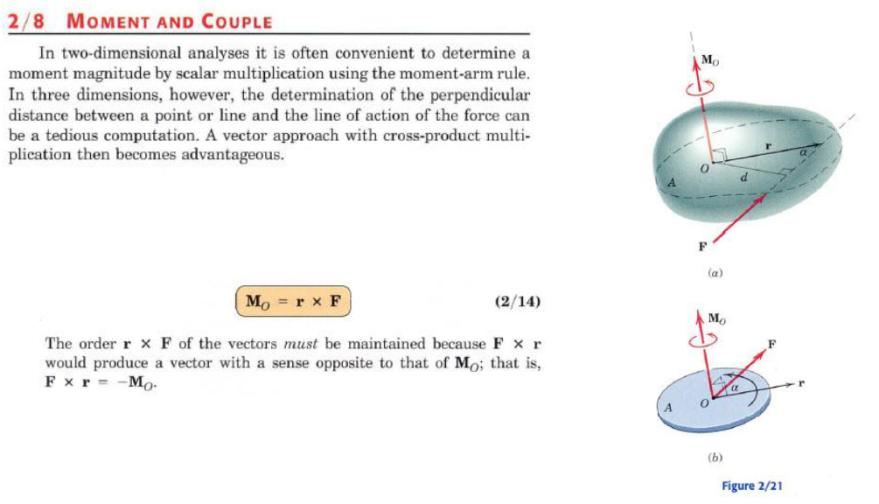 2/8 MOMENT AND COUPLE
In two-dimensional analyses it is often convenient to determine a
moment magnitude by scalar multiplication using the moment-arm rule.
In three dimensions, however, the determination of the perpendicular
distance between a point or line and the line of action of the force can
be a tedious computation. A vector approach with cross-product multi-
plication then becomes advantageous.
M_O = r × F (2/14)
The order r × F of the vectors must be maintained because F × r
would produce a vector with a sense opposite to that of M_O; that is,
F × r = −M_O.
M_O
r
α
O
d
A
F
(a)
M_O
F
α
r
O
A
(b)
Figure 2/21